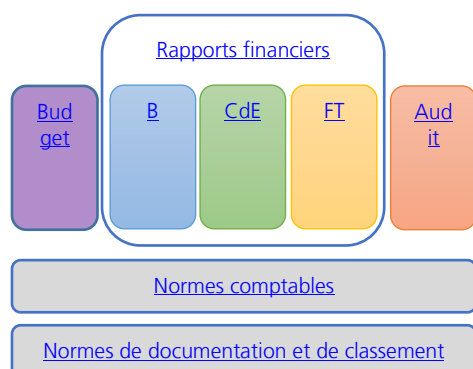 Rapports financiers
Bud
get
B
CdE
FT
Aud
it
Normes comptables
Normes de documentation et de classement